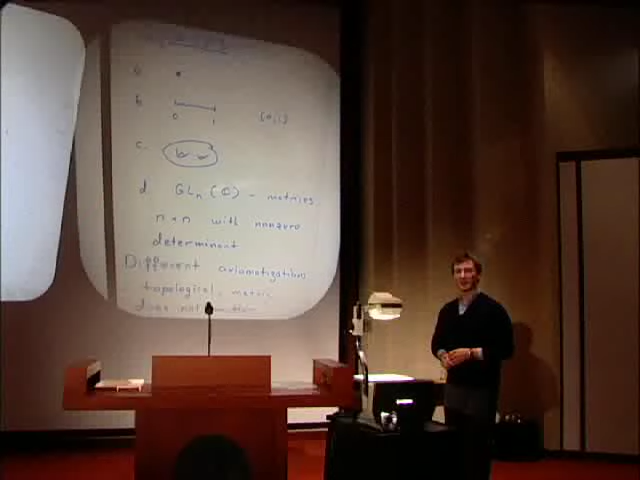 a.
b
0 1 [0,1]
c.
d GLn(C) - matrices
n × n with nonzero
determinant
Different axiomatizations
topological, metric